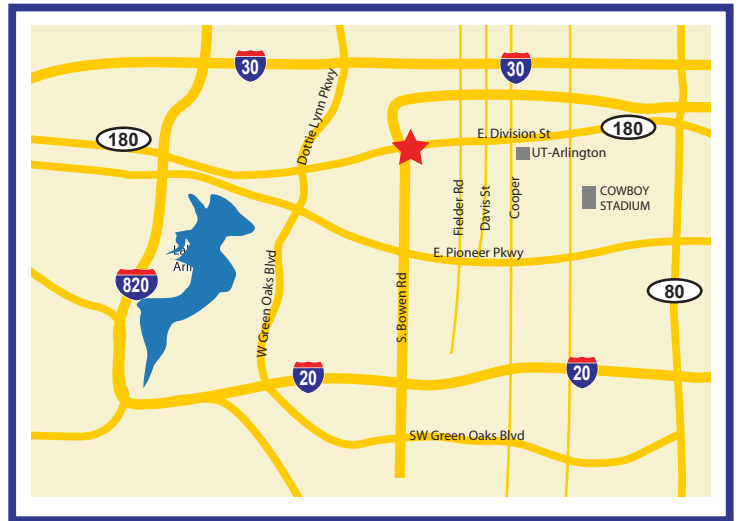 30
30
Dottie Lynn Pkwy
180
E. Division St
180
UT-Arlington
Fielder Rd
Davis St
Cooper
COWBOY
STADIUM
E. Pioneer Pkwy
W Green Oaks Blvd
S. Bowen Rd
820
80
20
20
SW Green Oaks Blvd